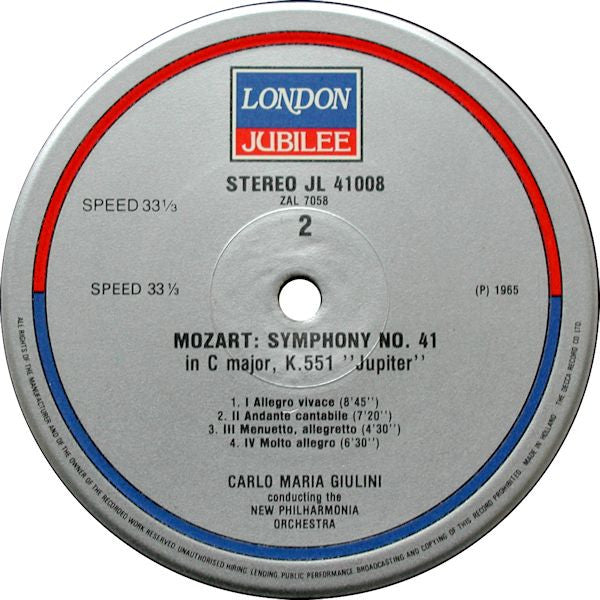 LONDON
JUBILEE
STEREO JL 41008
ZAL 7058
2
SPEED 33⅓
SPEED 33⅓
(P) 1965
MOZART: SYMPHONY NO. 41
in C major, K.551 ''Jupiter''
1. I Allegro vivace (8'45'')
2. II Andante cantabile (7'20'')
3. III Menuetto, allegretto (4'30'')
4. IV Molto allegro (6'30'')
CARLO MARIA GIULINI
conducting the
NEW PHILHARMONIA
ORCHESTRA
ALL RIGHTS OF THE MANUFACTURER AND OF THE OWNER OF THE RECORDED WORK RESERVED. UNAUTHORISED HIRING, LENDING, PUBLIC PERFORMANCE, BROADCASTING AND COPYING OF THIS RECORD PROHIBITED. MADE IN HOLLAND THE DECCA RECORD CO LTD.